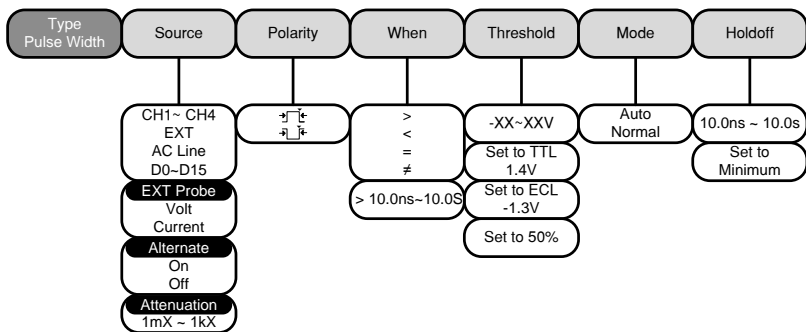 Type
Pulse Width
Source
Polarity
When
Threshold
Mode
Holdoff
CH1~ CH4
EXT
AC Line
D0~D15
EXT Probe
Volt
Current
Alternate
On
Off
Attenuation
1mX ~ 1kX
>
<
=
≠
> 10.0ns~10.0S
-XX~XXV
Set to TTL
1.4V
Set to ECL
-1.3V
Set to 50%
Auto
Normal
10.0ns ~ 10.0s
Set to
Minimum